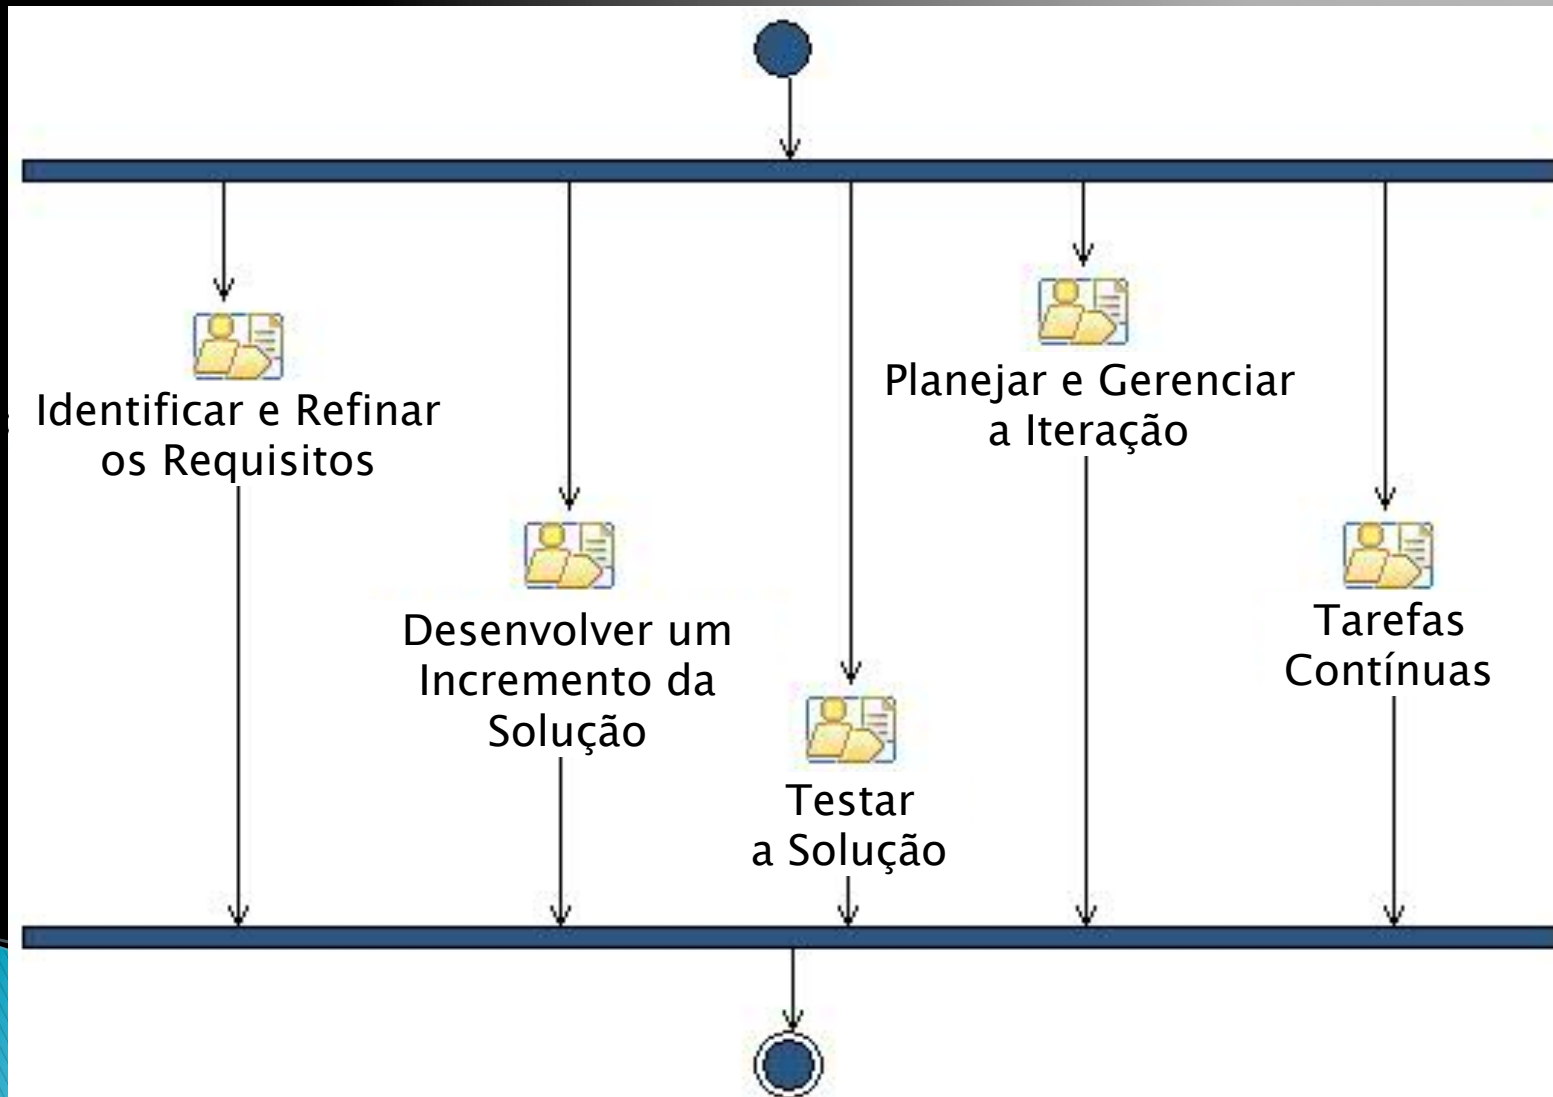 Identificar e Refinar
os Requisitos
Desenvolver um
Incremento da
Solução
Testar
a Solução
Planejar e Gerenciar
a Iteração
Tarefas
Contínuas